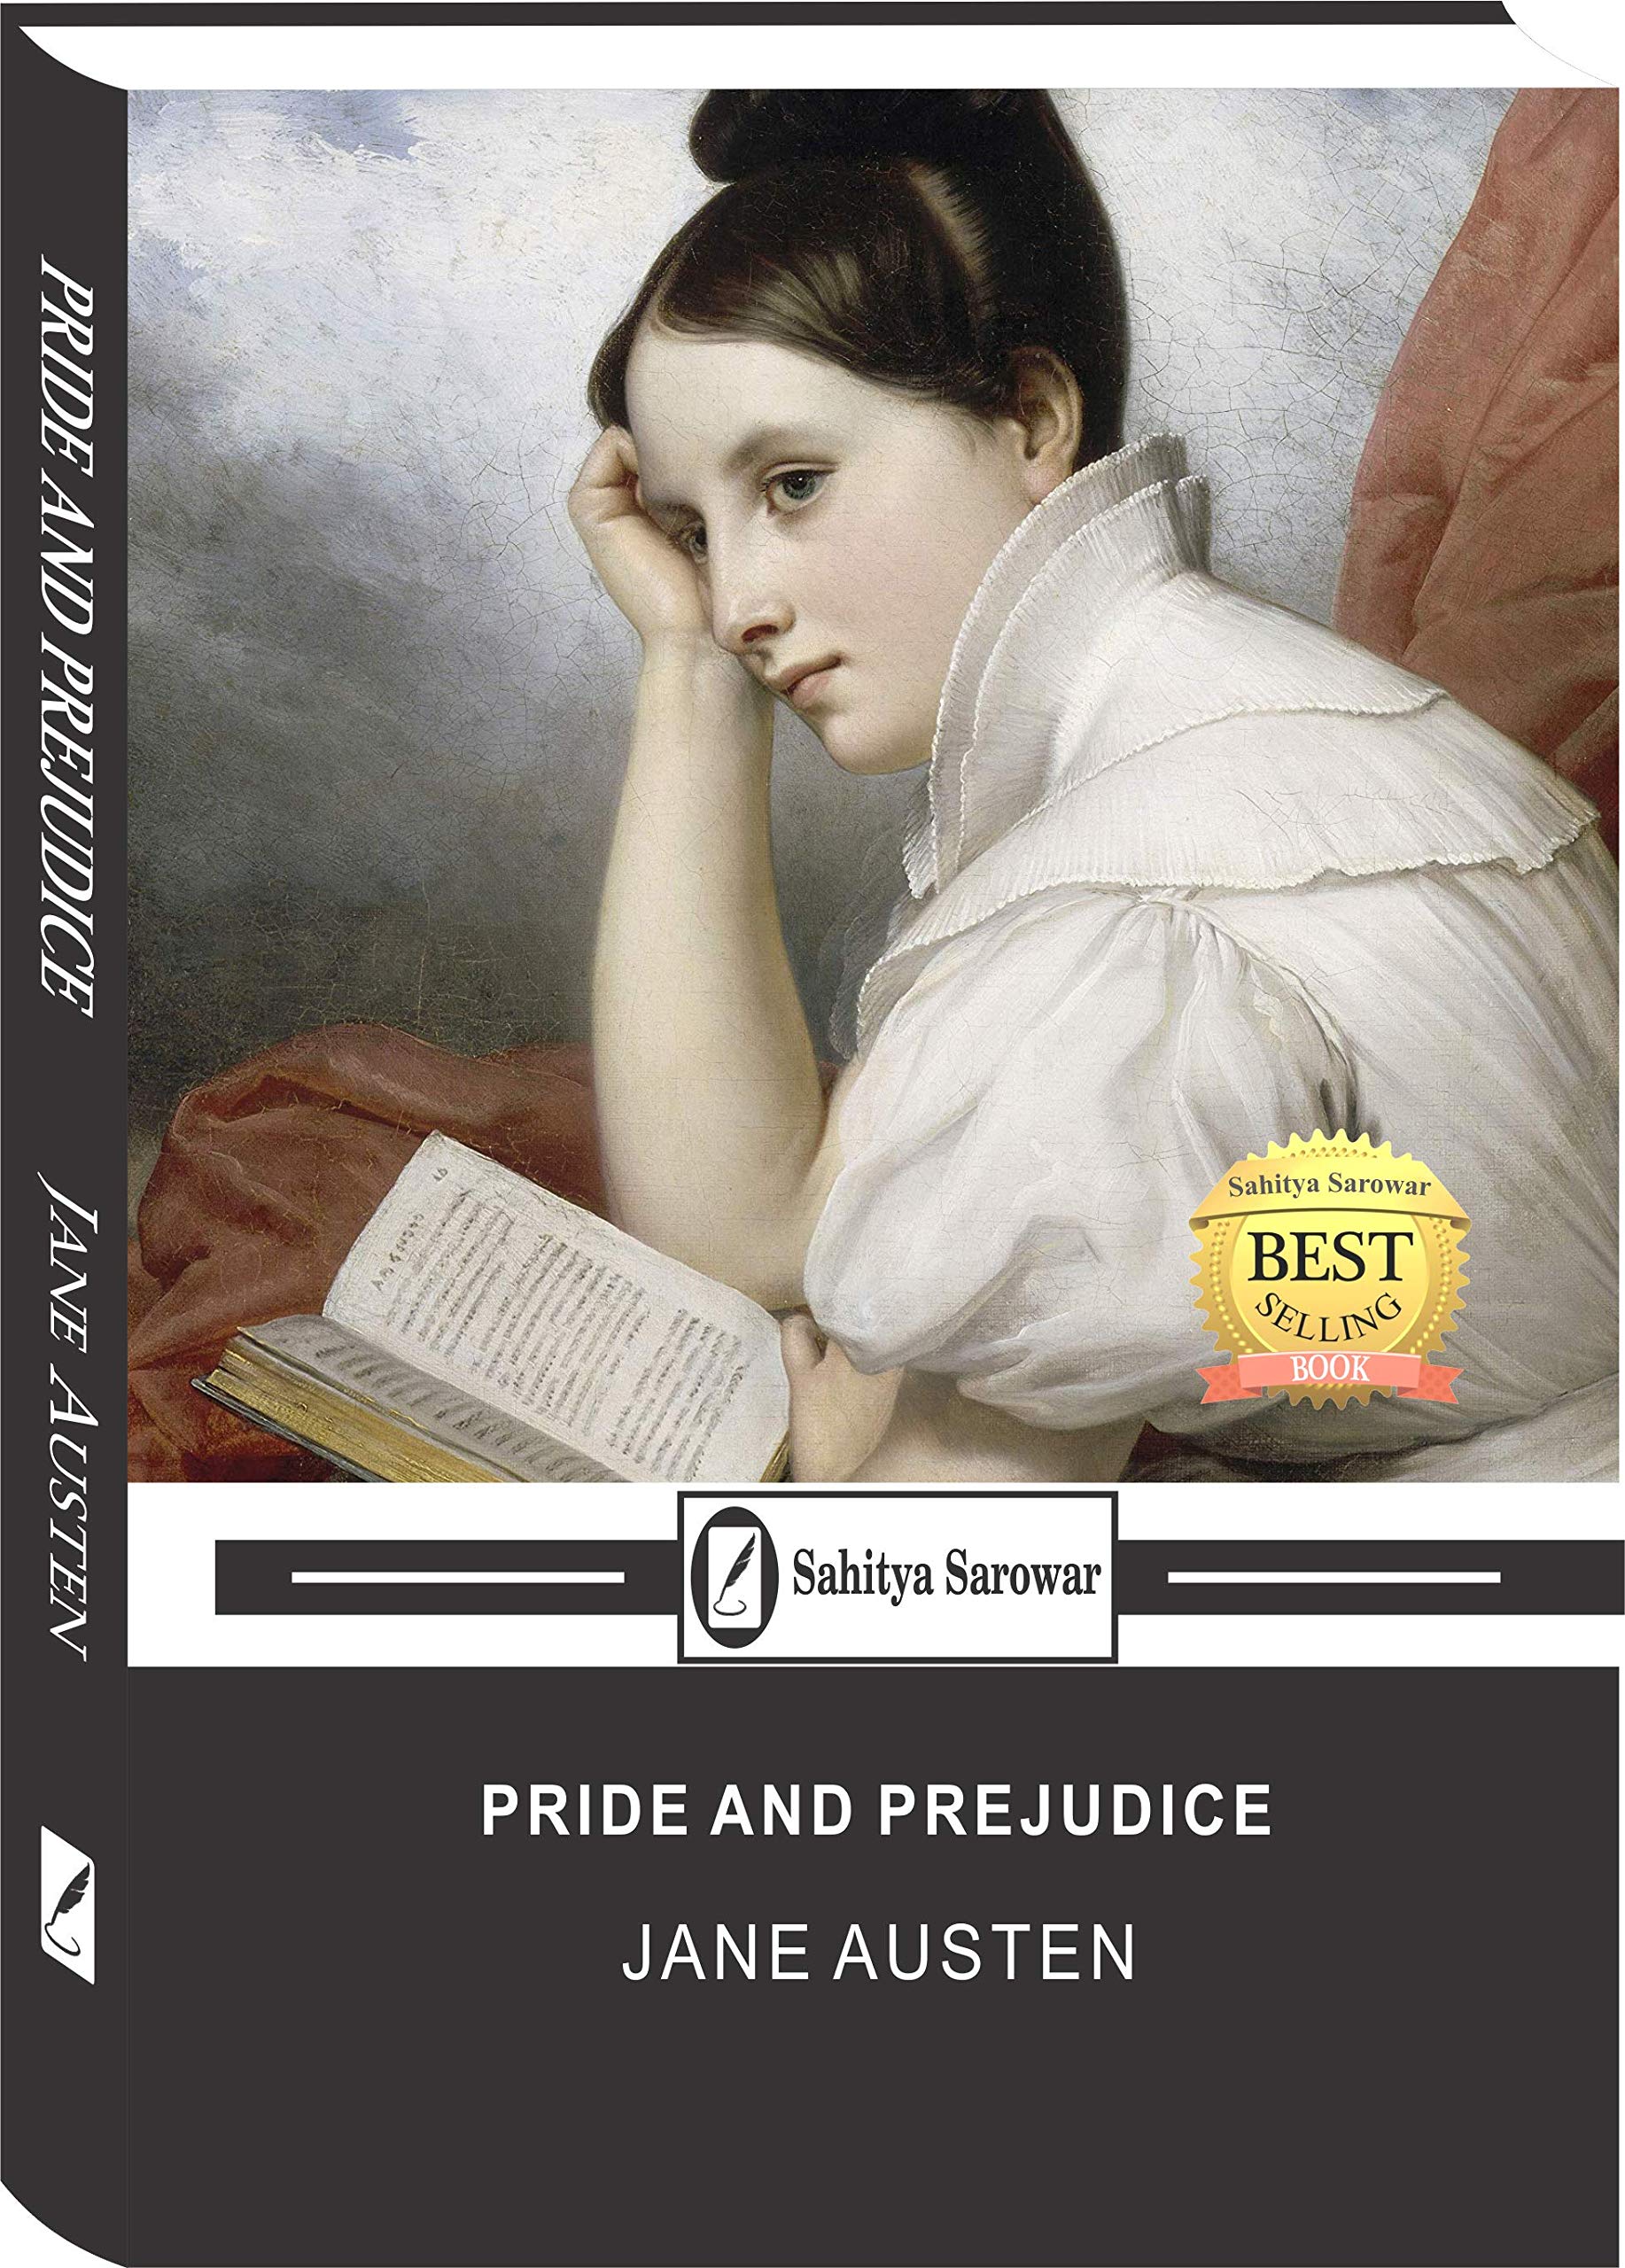 PRIDE AND PREJUDICE JANE AUSTEN
Sahitya Sarowar
BEST
SELLING
BOOK
Sahitya Sarowar
PRIDE AND PREJUDICE
JANE AUSTEN